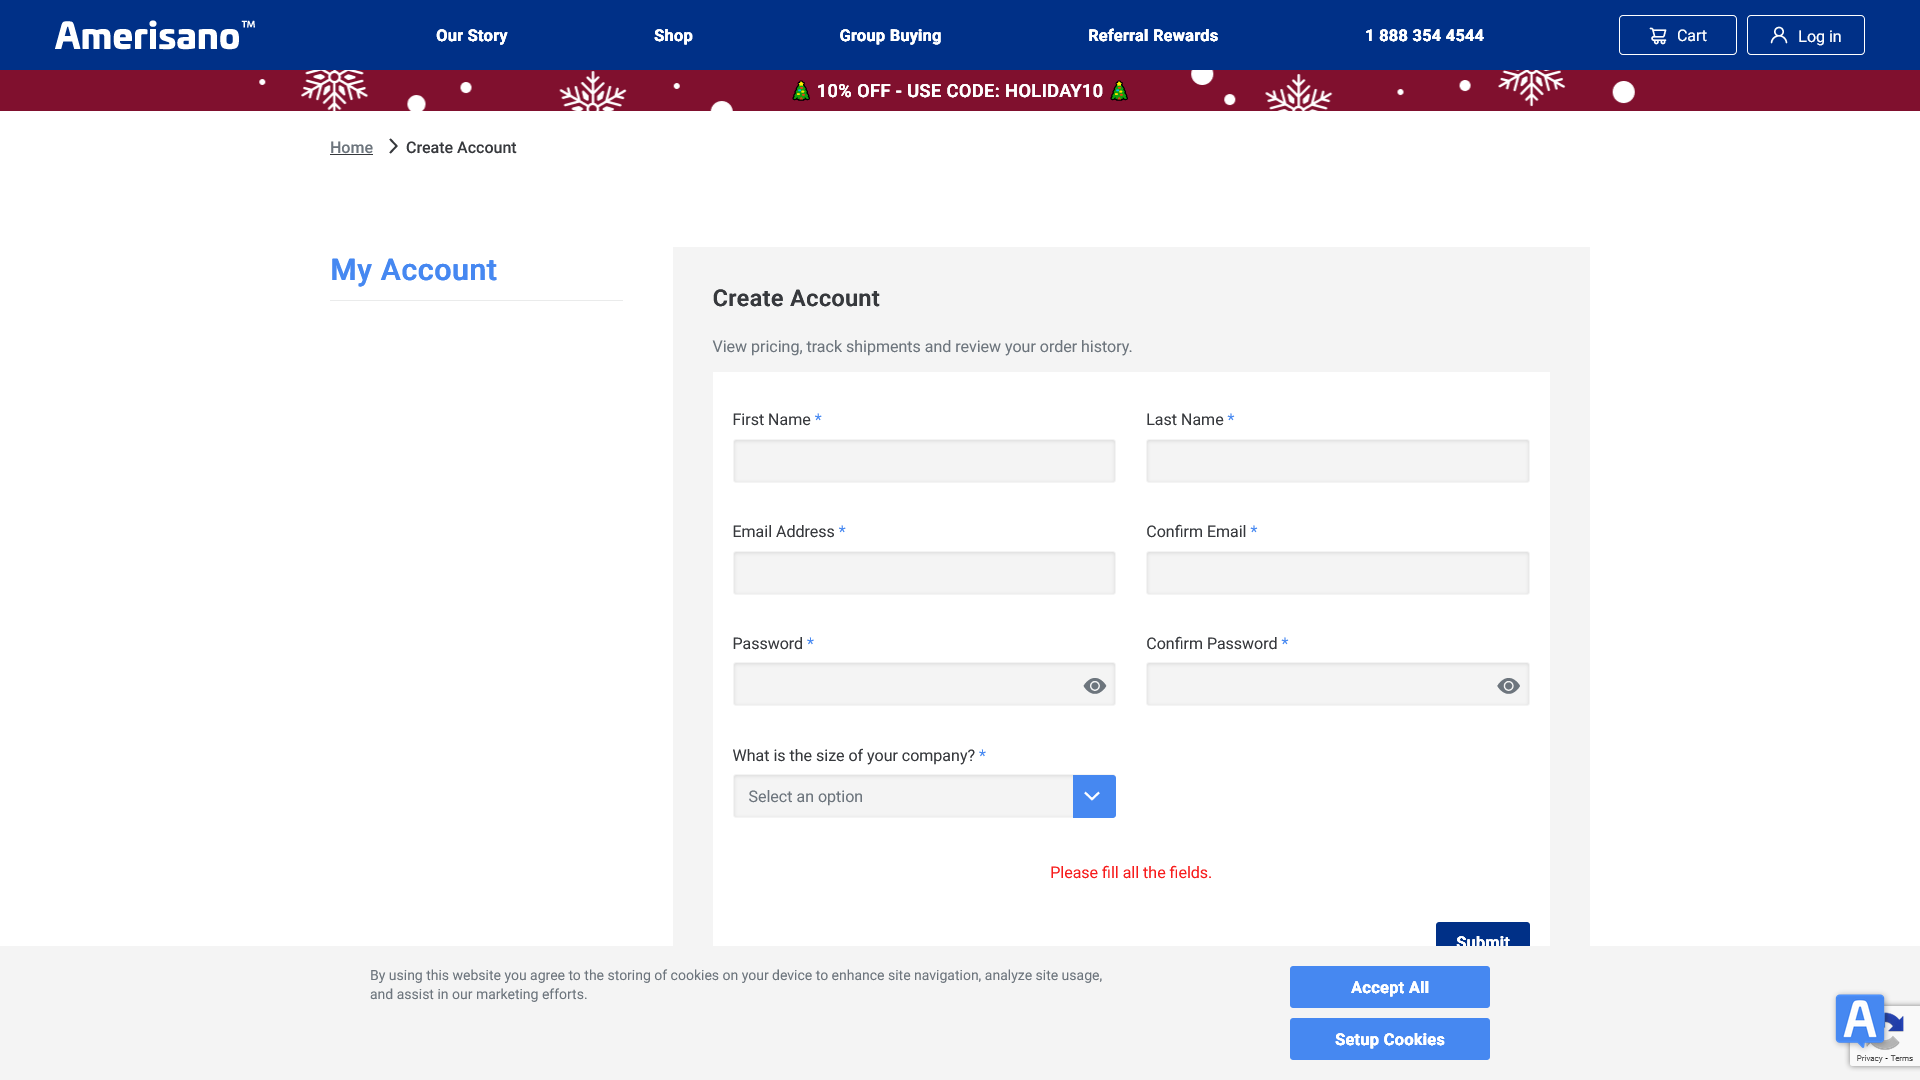 Amerisano™
Our Story
Shop
Group Buying
Referral Rewards
1 888 354 4544
Cart
Log in
🎄 10% OFF - USE CODE: HOLIDAY10 🎄
Home
Create Account
My Account
Create Account
View pricing, track shipments and review your order history.
First Name *
Last Name *
Email Address *
Confirm Email *
Password *
Confirm Password *
What is the size of your company? *
Select an option
Please fill all the fields.
Submit
By using this website you agree to the storing of cookies on your device to enhance site navigation, analyze site usage,
and assist in our marketing efforts.
Accept All
Setup Cookies
A
Privacy - Terms